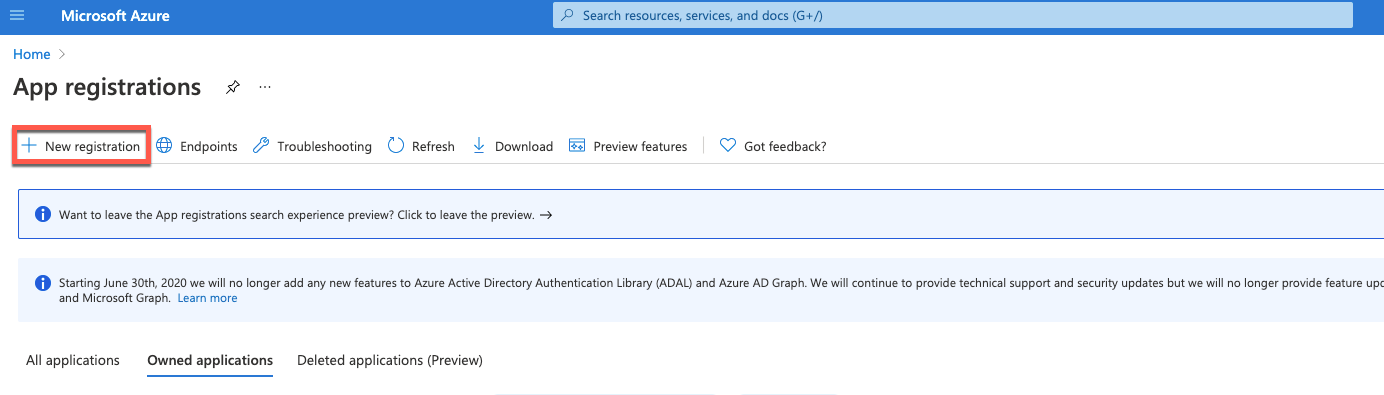 Microsoft Azure
Search resources, services, and docs (G+/)
Home
App registrations
New registration Endpoints Troubleshooting Refresh Download Preview features Got feedback?
Want to leave the App registrations search experience preview? Click to leave the preview. →
Starting June 30th, 2020 we will no longer add any new features to Azure Active Directory Authentication Library (ADAL) and Azure AD Graph. We will continue to provide technical support and security updates but we will no longer provide feature upd
and Microsoft Graph. Learn more
All applications Owned applications Deleted applications (Preview)